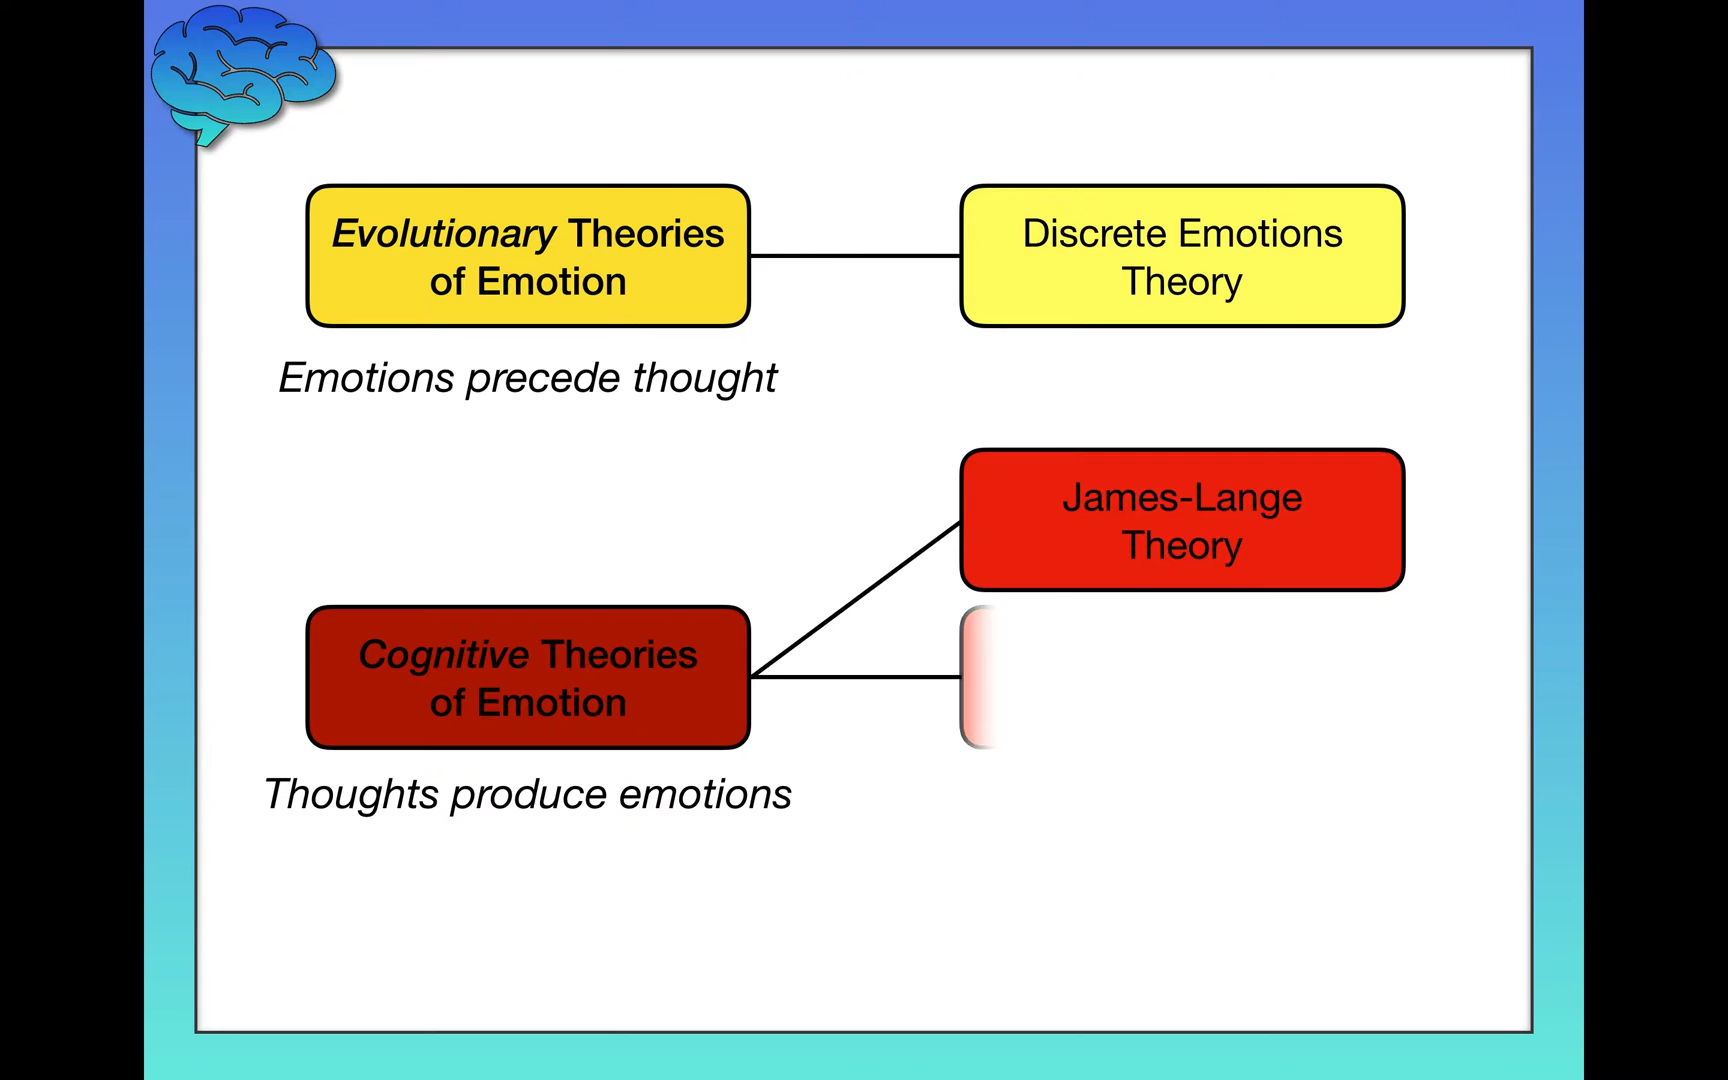 Evolutionary Theories
of Emotion
Discrete Emotions
Theory
Emotions precede thought
James-Lange
Theory
Cognitive Theories
of Emotion
Thoughts produce emotions